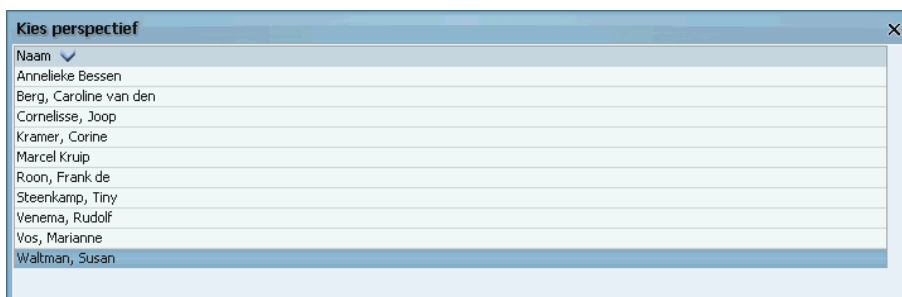 Kies perspectief
Naam
Annelieke Bessen
Berg, Caroline van den
Cornelisse, Joop
Kramer, Corine
Marcel Kruip
Roon, Frank de
Steenkamp, Tiny
Venema, Rudolf
Vos, Marianne
Waltman, Susan